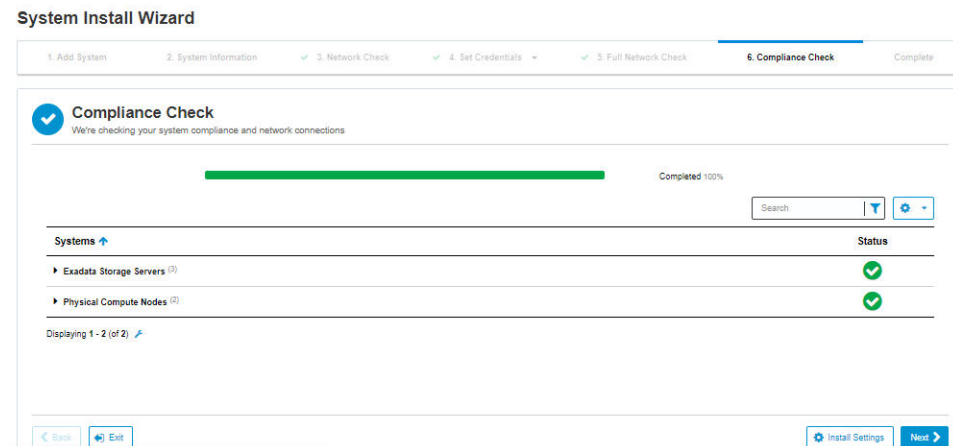 System Install Wizard
1. Add System 2. System Information 3. Network Check 4. Set Credentials 5. Full Network Check 6. Compliance Check Complete
Compliance Check
We're checking your system compliance and network connections
Completed 100%
Search
Systems Status
Exadata Storage Servers (3)
Physical Compute Nodes (2)
Displaying 1 - 2 (of 2)
Back Exit Install Settings Next